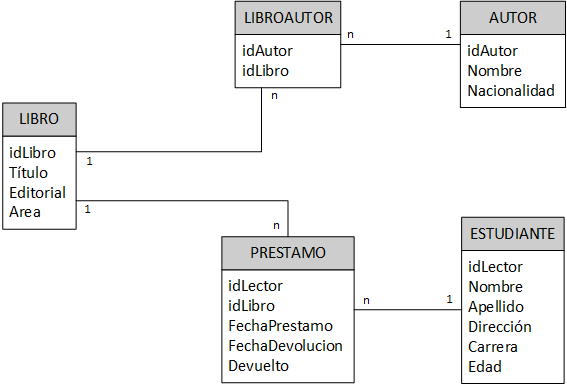 LIBROAUTOR
idAutor
idLibro
n
n
1
AUTOR
idAutor
Nombre
Nacionalidad
LIBRO
idLibro
Título
Editorial
Area
1
1
n
PRESTAMO
idLector
idLibro
FechaPrestamo
FechaDevolucion
Devuelto
n
1
ESTUDIANTE
idLector
Nombre
Apellido
Dirección
Carrera
Edad